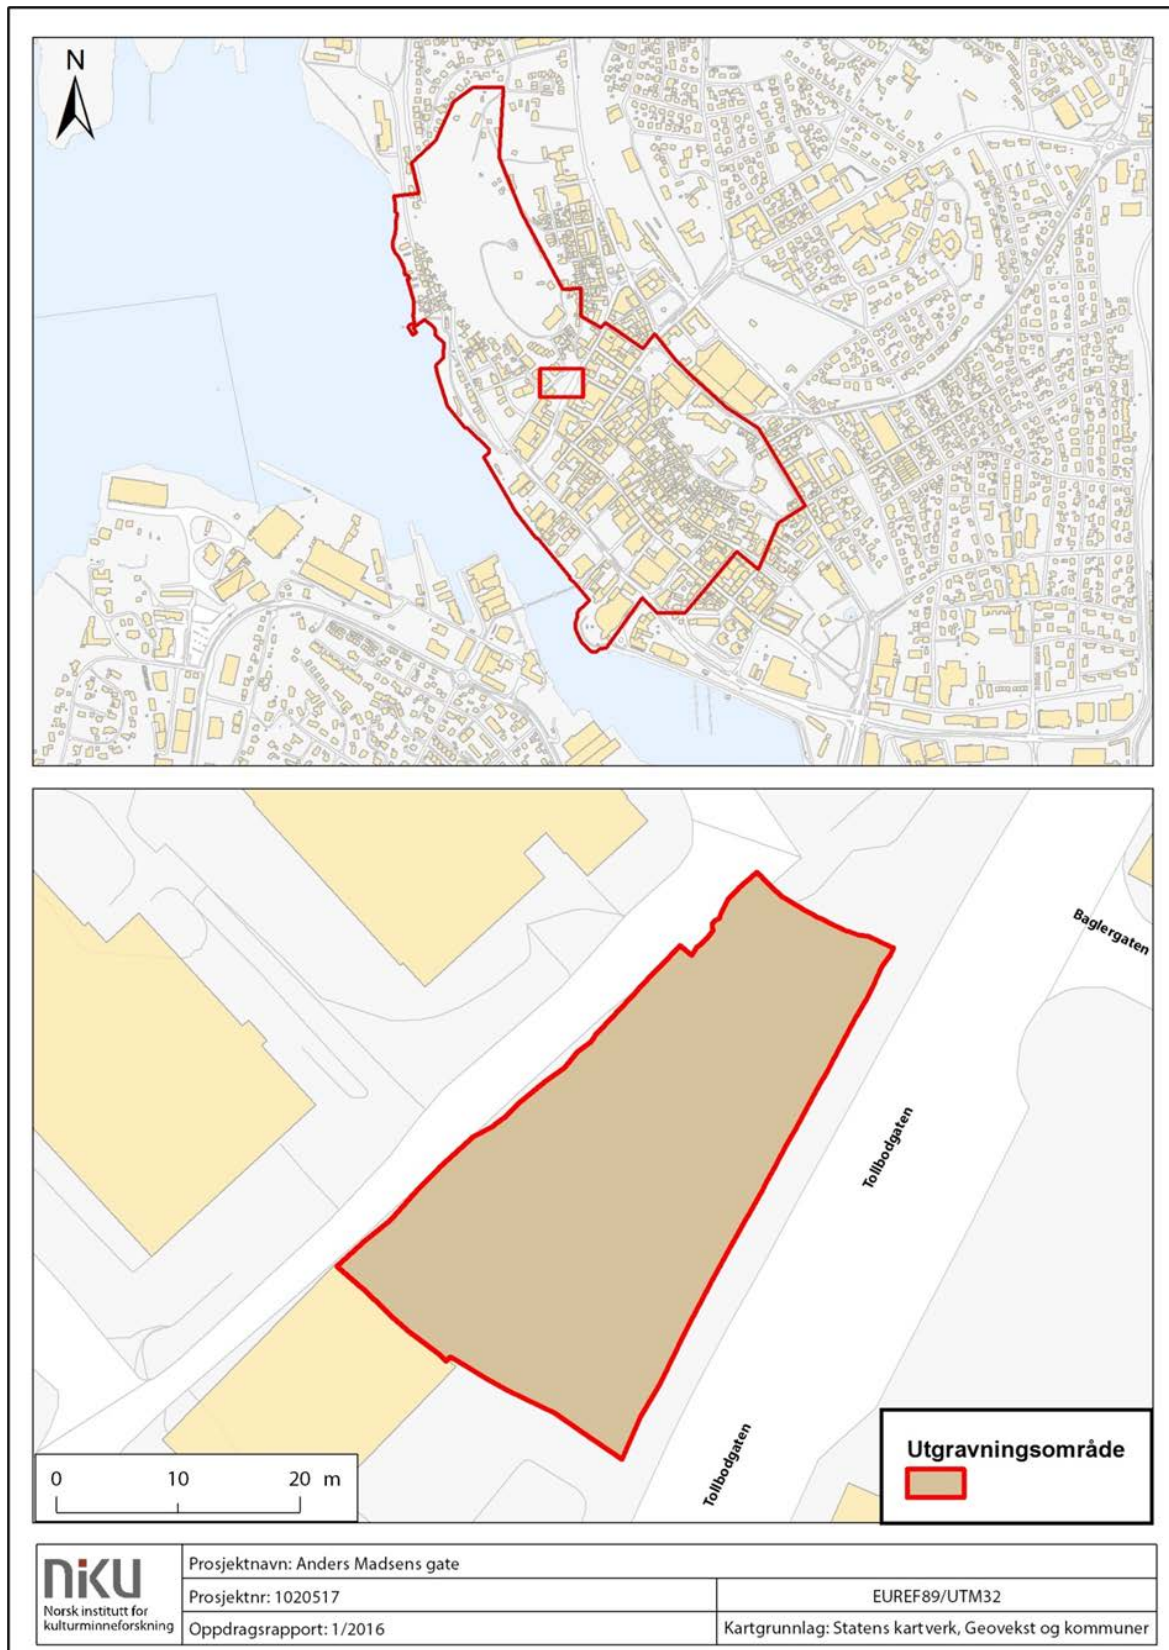 N
Baglergaten
Tollbodgaten
Tollbodgaten
Utgravningsområde
0 10 20 m
niKU
Norsk institutt for
kulturminneforskning
Prosjektnavn: Anders Madsens gate
Prosjektnr: 1020517
EUREF89/UTM32
Oppdragsrapport: 1/2016
Kartgrunnlag: Statens kartverk, Geovekst og kommuner